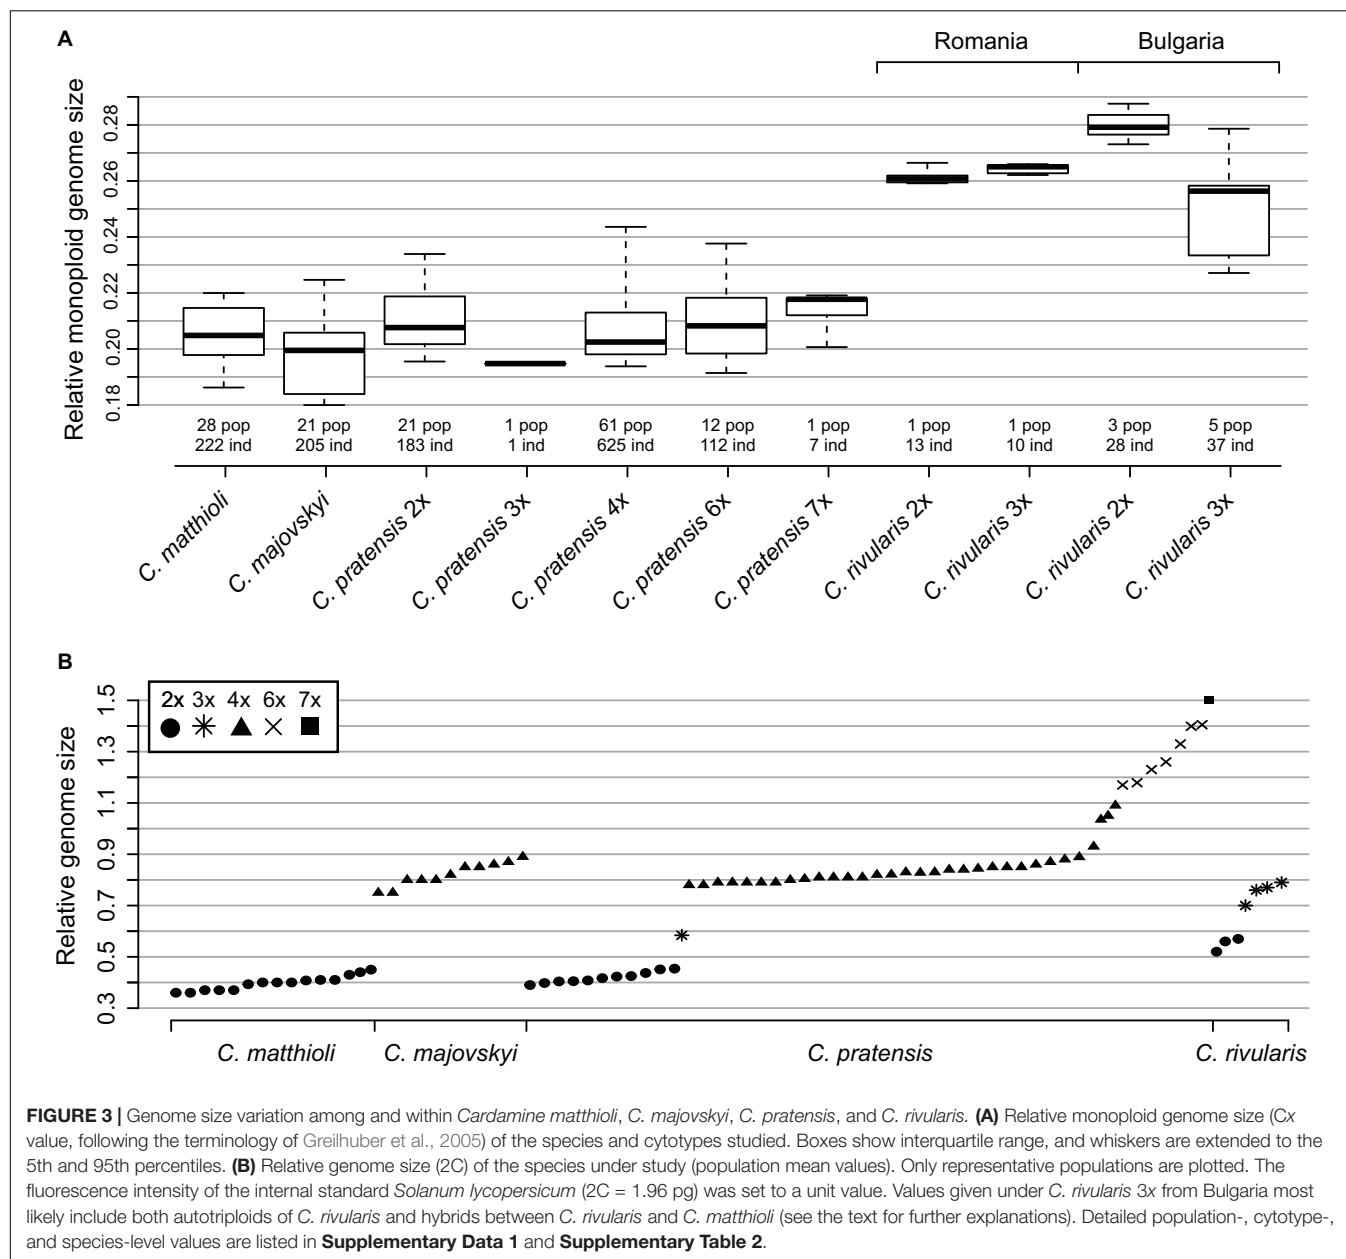 A
Romania Bulgaria
Relative monoploid genome size
0.28
0.26
0.24
0.22
0.20
0.18
28 pop 21 pop 21 pop 1 pop 61 pop 12 pop 1 pop 1 pop 1 pop 3 pop 5 pop
222 ind 205 ind 183 ind 1 ind 625 ind 112 ind 7 ind 13 ind 10 ind 28 ind 37 ind
C. matthioli
C. majovskyi
C. pratensis 2x
C. pratensis 3x
C. pratensis 4x
C. pratensis 6x
C. pratensis 7x
C. rivularis 2x
C. rivularis 3x
C. rivularis 2x
C. rivularis 3x
B
2x 3x 4x 6x 7x
Relative genome size
1.5
1.3
1.1
0.9
0.7
0.5
0.3
C. matthioli C. majovskyi C. pratensis C. rivularis
FIGURE 3 | Genome size variation among and within Cardamine matthioli, C. majovskyi, C. pratensis, and C. rivularis. (A) Relative monoploid genome size (Cx
value, following the terminology of Greilhuber et al., 2005) of the species and cytotypes studied. Boxes show interquartile range, and whiskers are extended to the
5th and 95th percentiles. (B) Relative genome size (2C) of the species under study (population mean values). Only representative populations are plotted. The
fluorescence intensity of the internal standard Solanum lycopersicum (2C = 1.96 pg) was set to a unit value. Values given under C. rivularis 3x from Bulgaria most
likely include both autotriploids of C. rivularis and hybrids between C. rivularis and C. matthioli (see the text for further explanations). Detailed population-, cytotype-,
and species-level values are listed in Supplementary Data 1 and Supplementary Table 2.